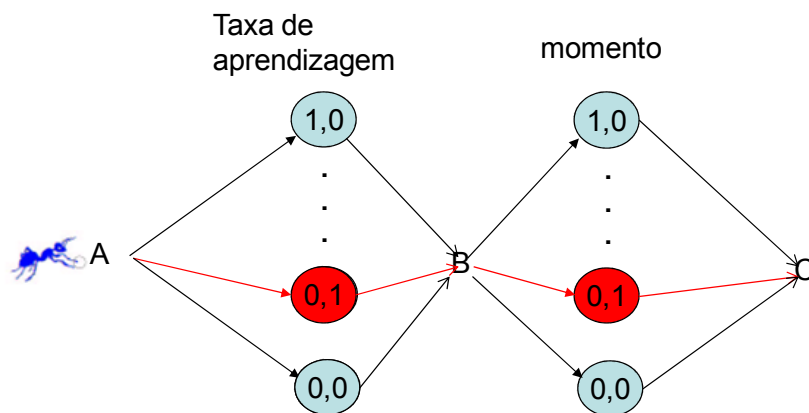 Taxa de
aprendizagem
momento
1,0
1,0
.
.
.
.
.
.
A
B
C
0,1
0,1
0,0
0,0